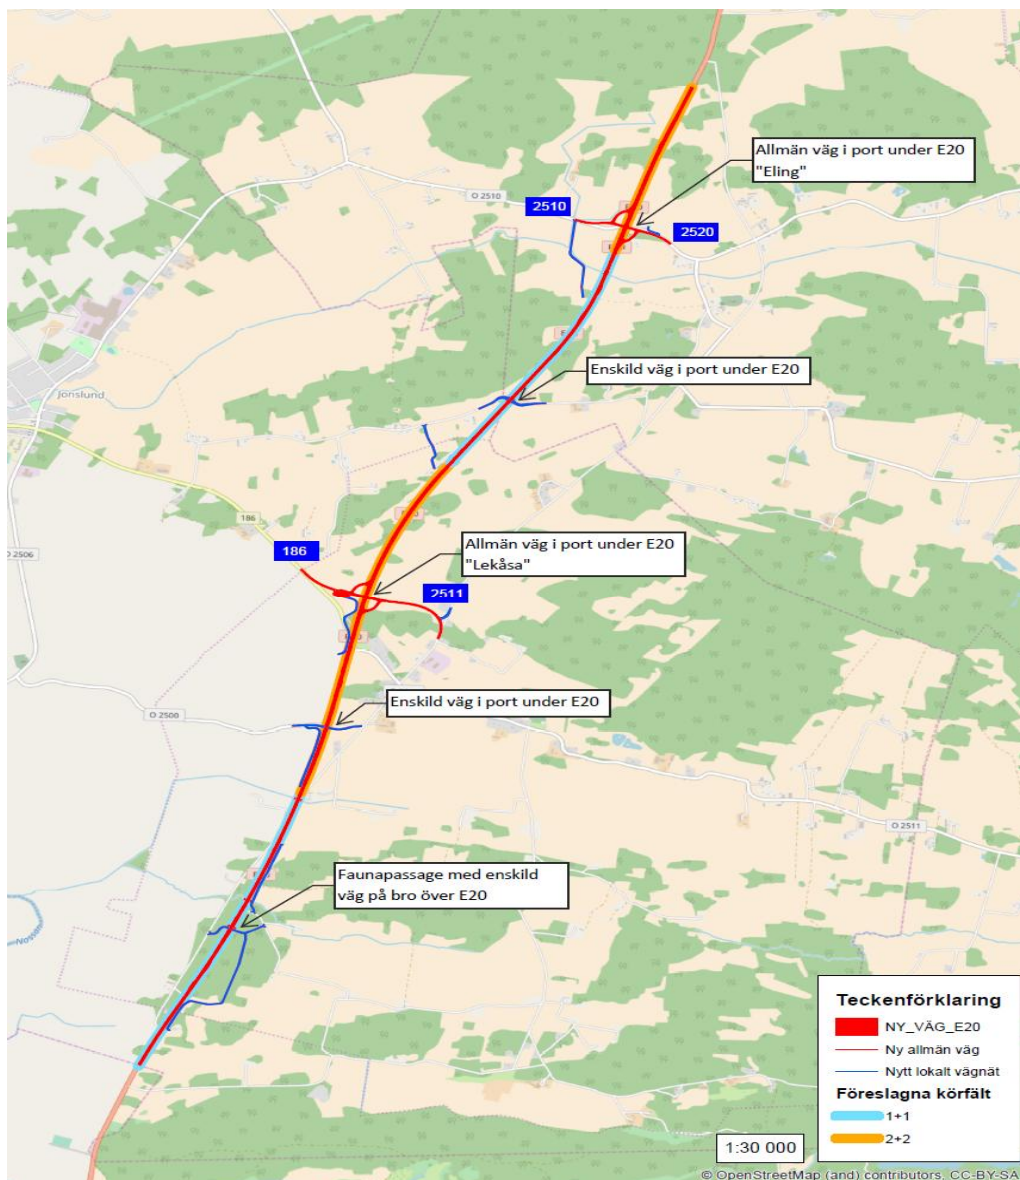 Allmän väg i port under E20
"Eling"
O 2510
2510
2520
Enskild väg i port under E20
Jonslund
186
Allmän väg i port under E20
"Lekåsa"
186
O 2506
2511
Enskild väg i port under E20
O 2500
O 2511
Faunapassage med enskild
väg på bro över E20
Nossan
Teckenförklaring
NY_VÄG_E20
Ny allmän väg
Nytt lokalt vägnät
Föreslagna körfält
1+1
2+2
1:30 000
© OpenStreetMap (and) contributors, CC-BY-SA